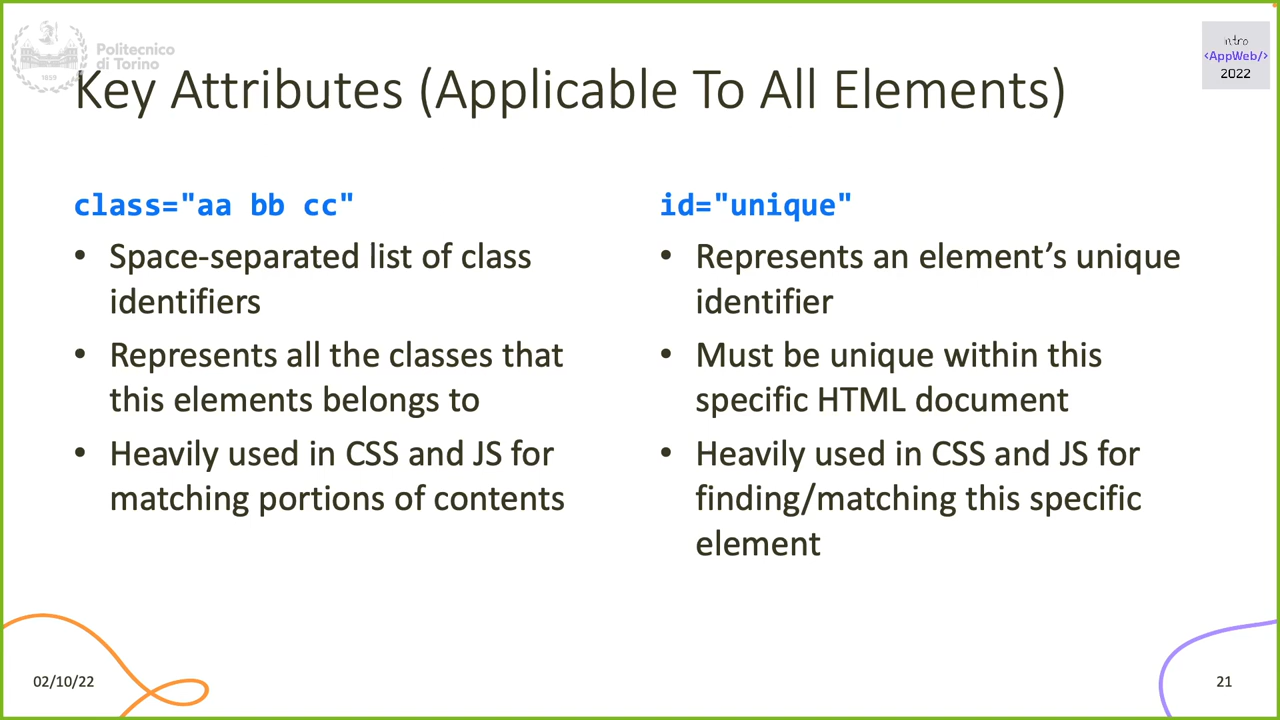 Politecnico
di Torino
1859
intro
<AppWeb/>
2022
Key Attributes (Applicable To All Elements)
class="aa bb cc"
• Space-separated list of class
identifiers
• Represents all the classes that
this elements belongs to
• Heavily used in CSS and JS for
matching portions of contents
id="unique"
• Represents an element’s unique
identifier
• Must be unique within this
specific HTML document
• Heavily used in CSS and JS for
finding/matching this specific
element
02/10/22
21